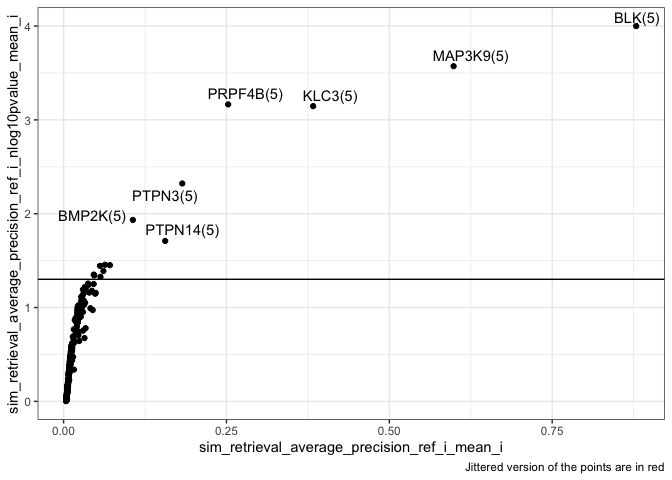 BLK(5)
MAP3K9(5)
PRPF4B(5)
KLC3(5)
PTPN3(5)
BMP2K(5)
PTPN14(5)
sim_retrieval_average_precision_ref_i_nlog10pvalue_mean_i
4
3
2
1
0
0.00
0.25
0.50
0.75
sim_retrieval_average_precision_ref_i_mean_i
Jittered version of the points are in red